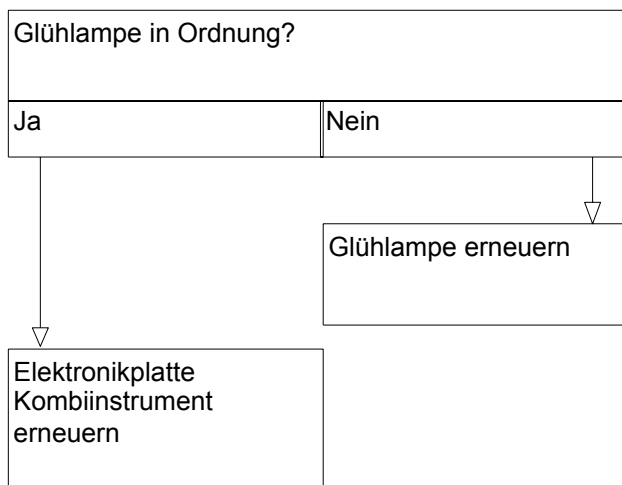 Glühlampe in Ordnung?
Ja
Nein
Glühlampe erneuern
Elektronikplatte
Kombiinstrument
erneuern